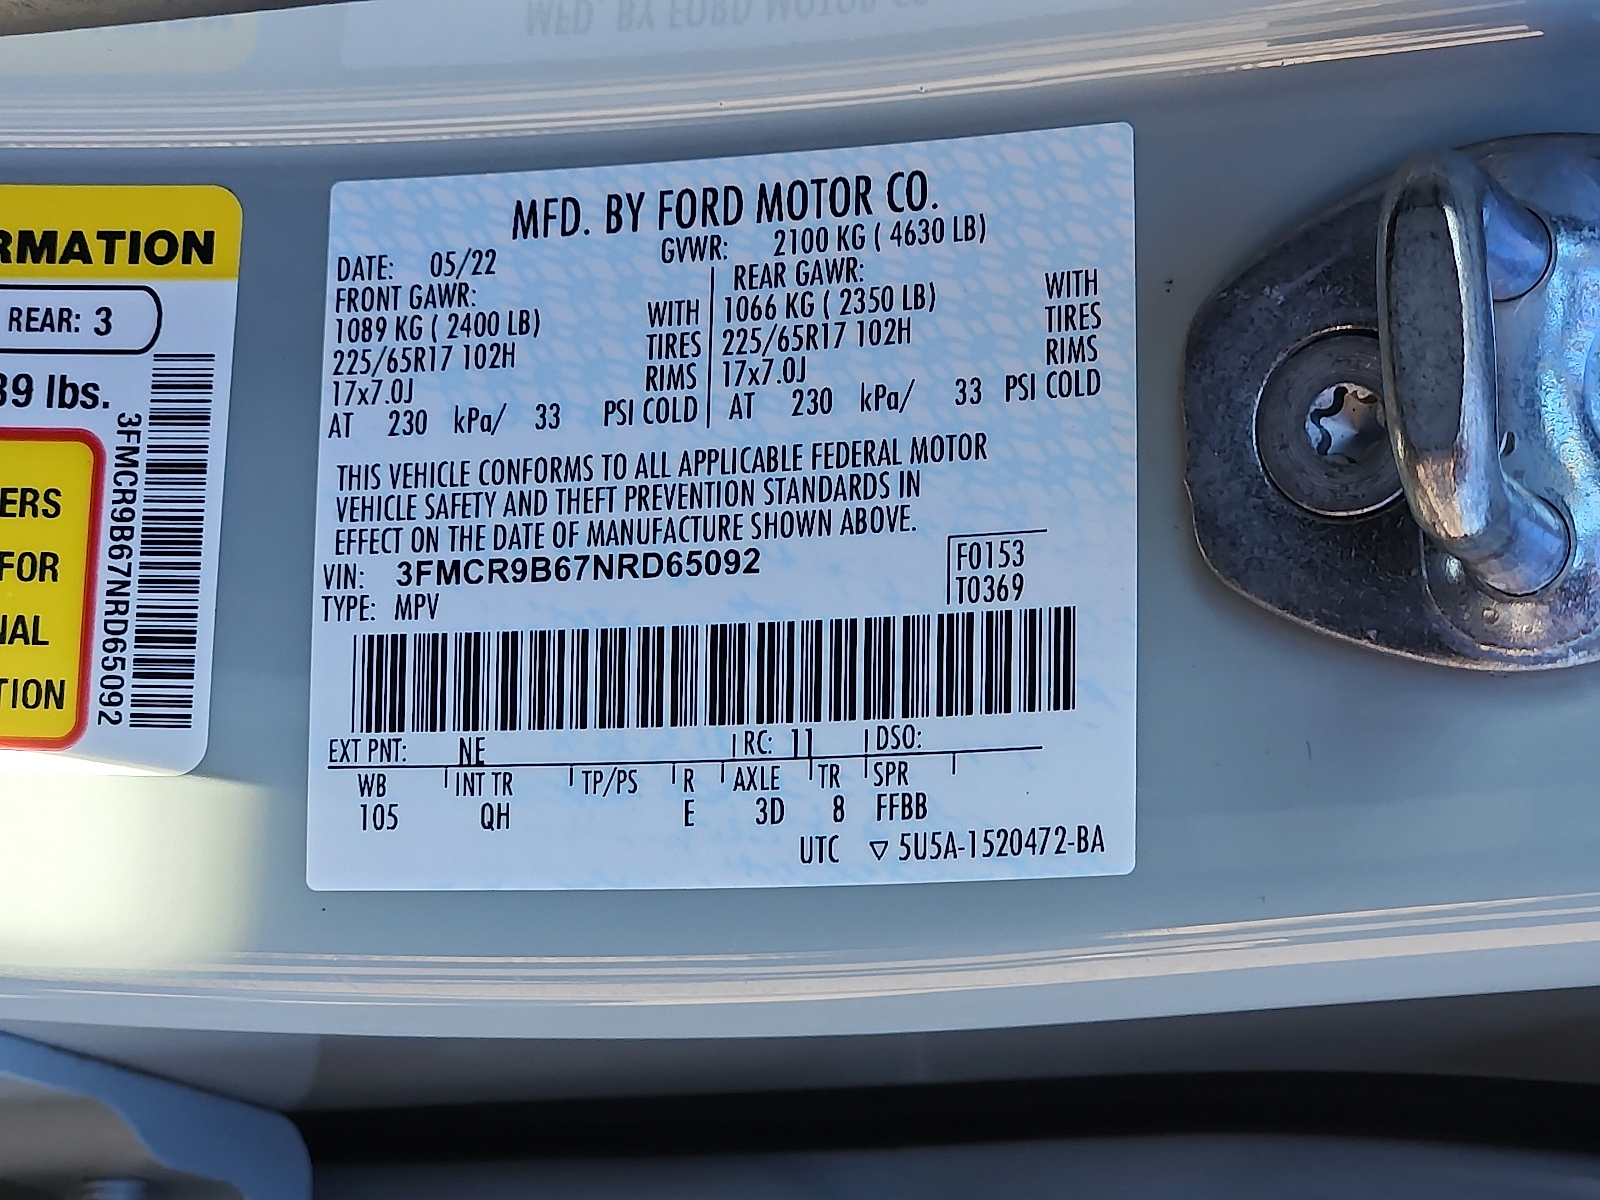 RMATION
REAR: 3
39 lbs.
ERS
FOR
NAL
TION
3FMCR9B67NRD65092
MFD. BY FORD MOTOR CO.
DATE: 05/22 GVWR: 2100 KG ( 4630 LB)
FRONT GAWR: REAR GAWR:
1089 KG ( 2400 LB) WITH 1066 KG ( 2350 LB) WITH
225/65R17 102H TIRES 225/65R17 102H TIRES
17x7.0J RIMS 17x7.0J RIMS
AT 230 kPa/ 33 PSI COLD AT 230 kPa/ 33 PSI COLD
THIS VEHICLE CONFORMS TO ALL APPLICABLE FEDERAL MOTOR
VEHICLE SAFETY AND THEFT PREVENTION STANDARDS IN
EFFECT ON THE DATE OF MANUFACTURE SHOWN ABOVE.
VIN: 3FMCR9B67NRD65092 F0153
TYPE: MPV T0369
EXT PNT: NE RC: 11 DSO:
WB INT TR TP/PS R AXLE TR SPR
105 QH E 3D 8 FFBB
UTC ▽ 5U5A-1520472-BA